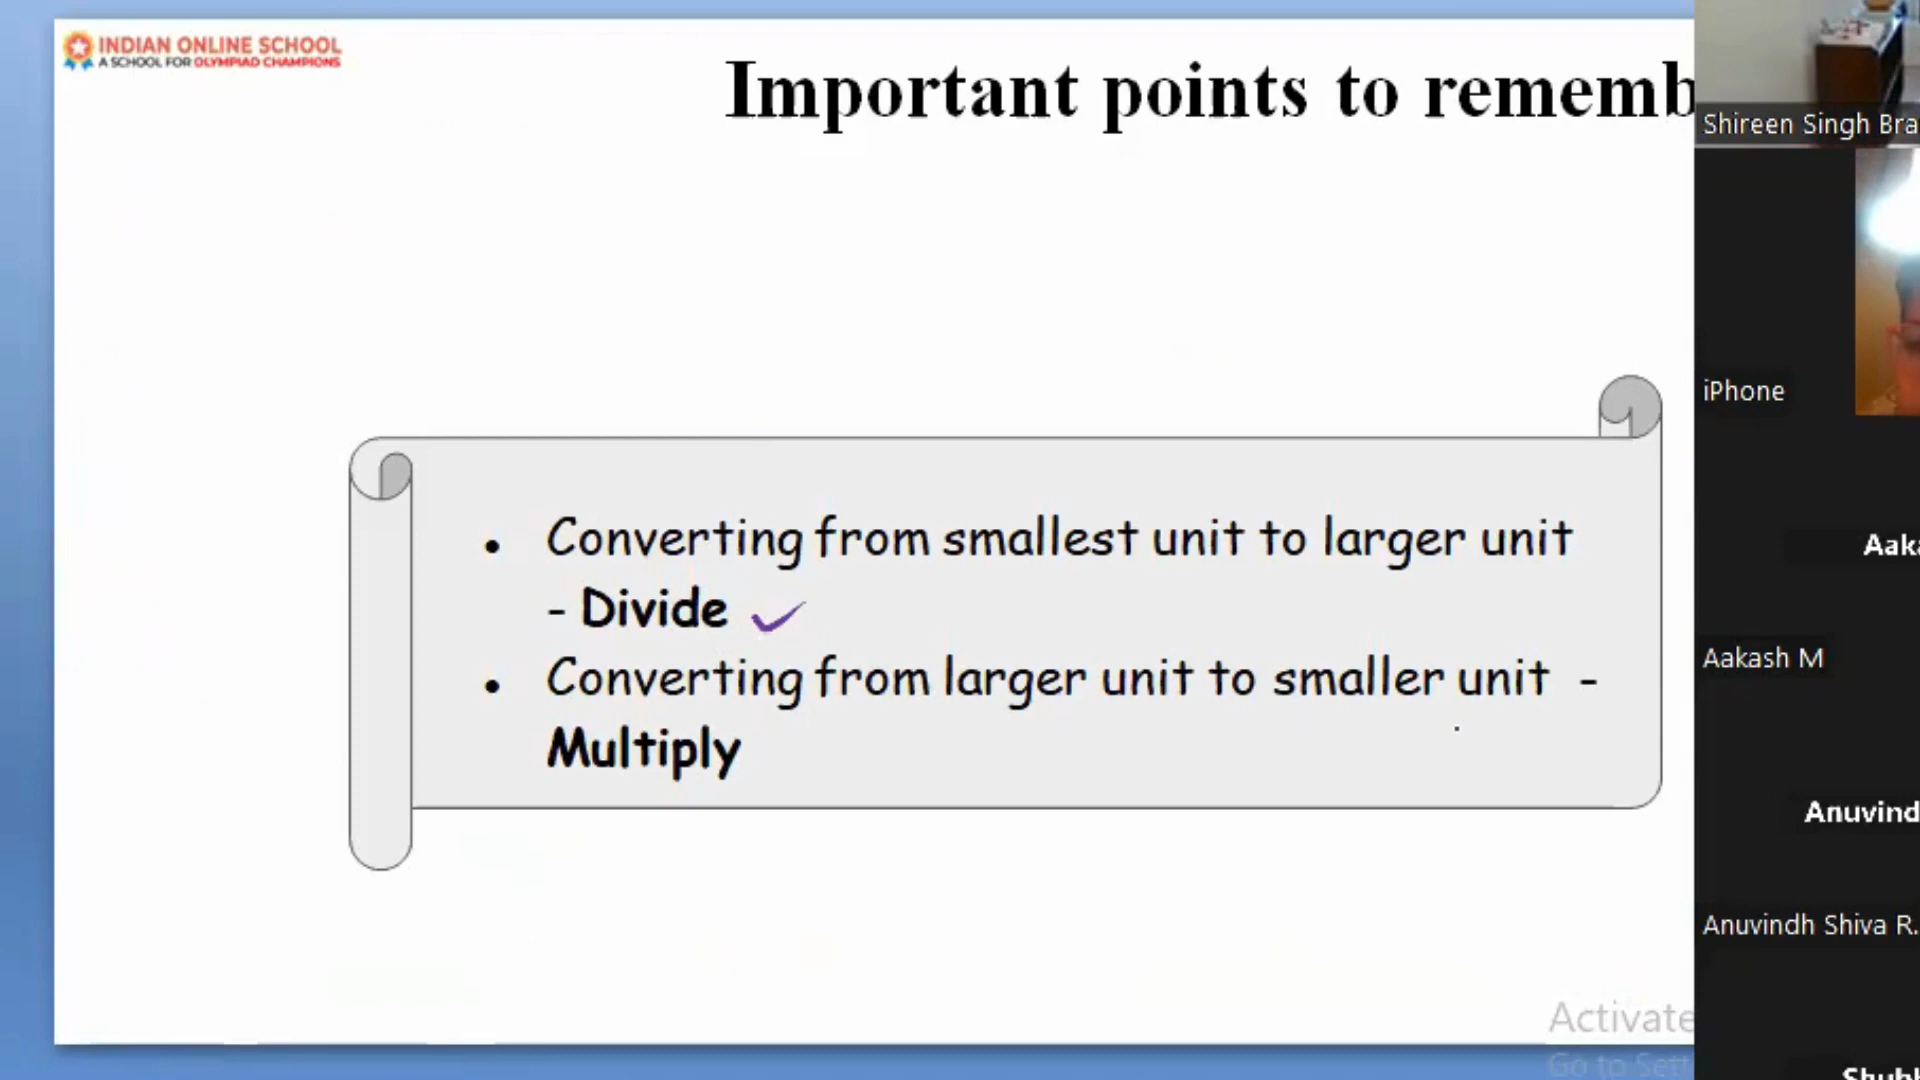 INDIAN ONLINE SCHOOL
A SCHOOL FOR OLYMPIAD CHAMPIONS
Important points to rememb
Shireen Singh Bra
iPhone
• Converting from smallest unit to larger unit
- Divide
• Converting from larger unit to smaller unit -
Multiply
Aaka
Aakash M
Anuvind
Anuvindh Shiva R.
Activate
Go to Sett
Shubh